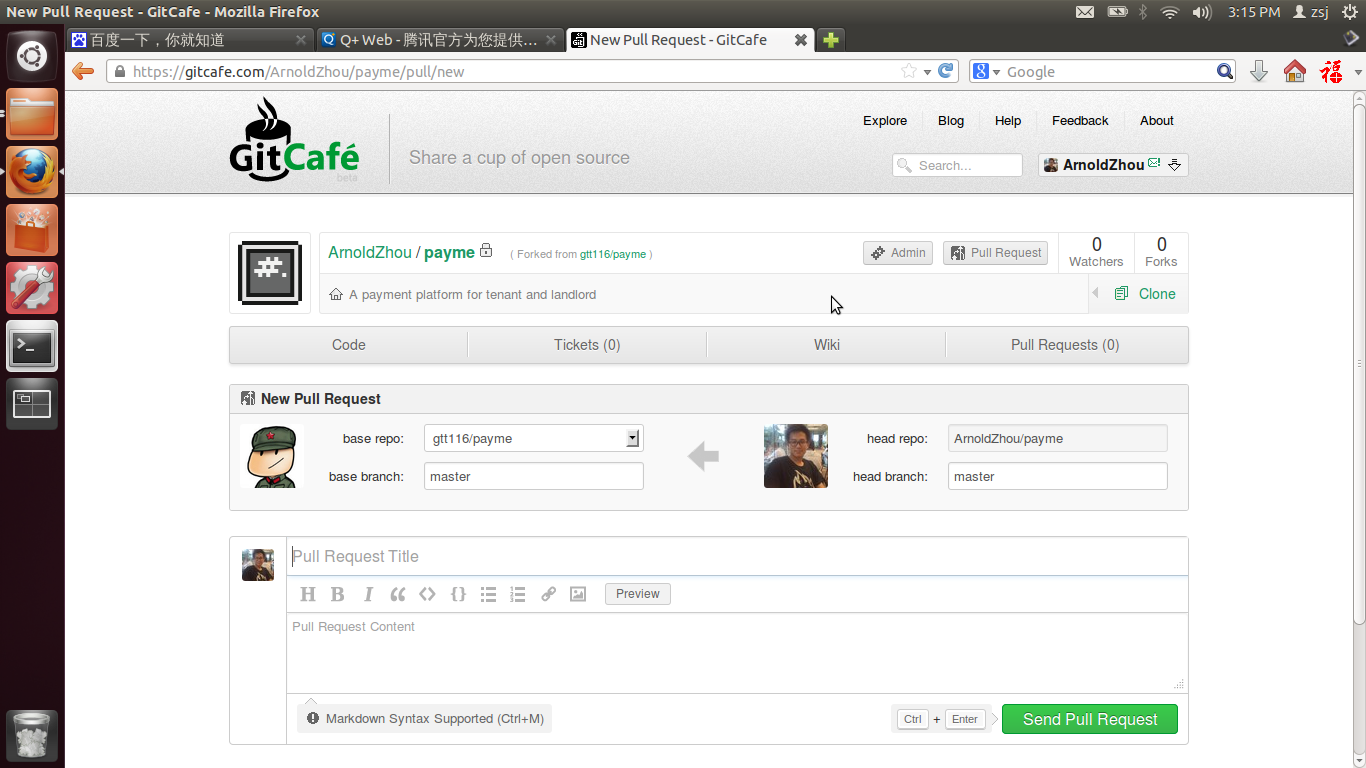 New Pull Request - GitCafe - Mozilla Firefox
3:15 PM
zsj
百度一下，你就知道
Q+ Web - 腾讯官方为您提供...
New Pull Request - GitCafe
https://gitcafe.com/ArnoldZhou/payme/pull/new
Google
福
Explore
Blog
Help
Feedback
About
GitCafé
beta
Share a cup of open source
Search...
ArnoldZhou
ArnoldZhou / payme
( Forked from gtt116/payme )
Admin
Pull Request
0
Watchers
0
Forks
A payment platform for tenant and landlord
Clone
Code
Tickets (0)
Wiki
Pull Requests (0)
New Pull Request
base repo:
gtt116/payme
head repo:
ArnoldZhou/payme
base branch:
master
head branch:
master
Pull Request Title
H B I “ <> {}
Preview
Pull Request Content
Markdown Syntax Supported (Ctrl+M)
Ctrl + Enter
Send Pull Request